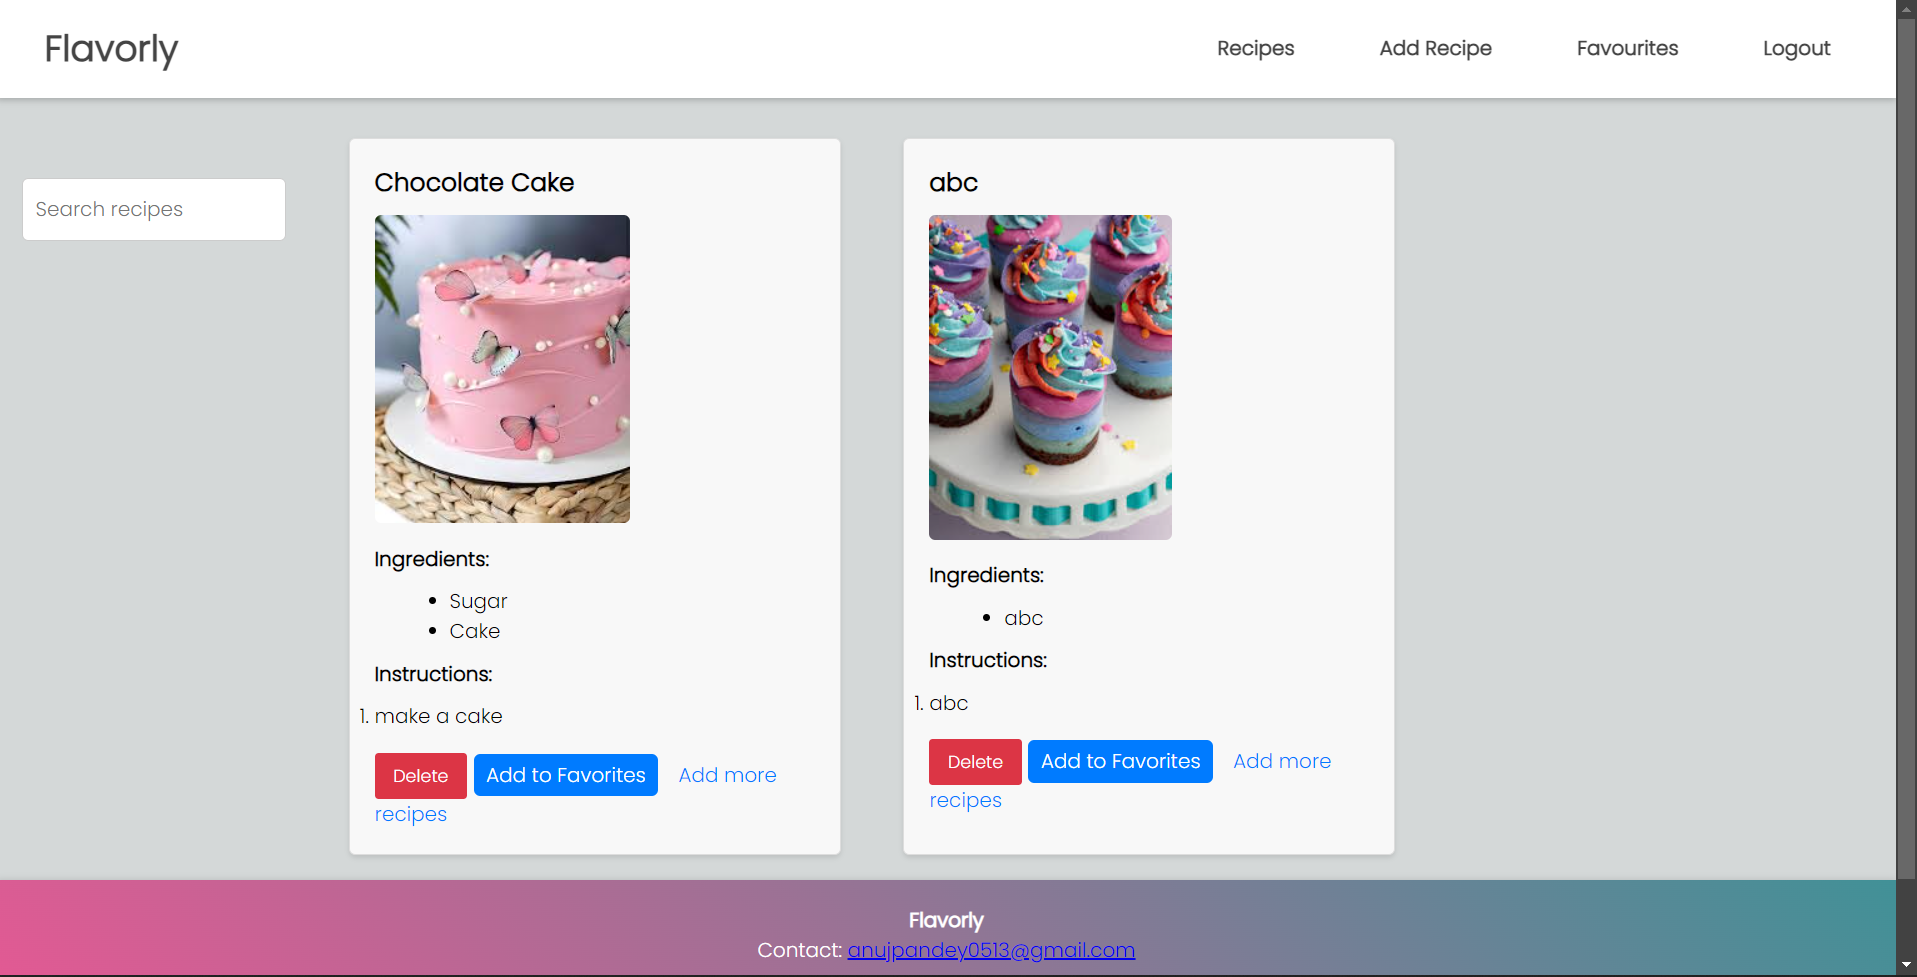 Flavorly
Recipes
Add Recipe
Favourites
Logout
Search recipes
Chocolate Cake
Ingredients:
• Sugar
• Cake
Instructions:
1. make a cake
Delete
Add to Favorites
Add more
recipes
abc
Ingredients:
• abc
Instructions:
1. abc
Delete
Add to Favorites
Add more
recipes
Flavorly
Contact: anujpandey0513@gmail.com